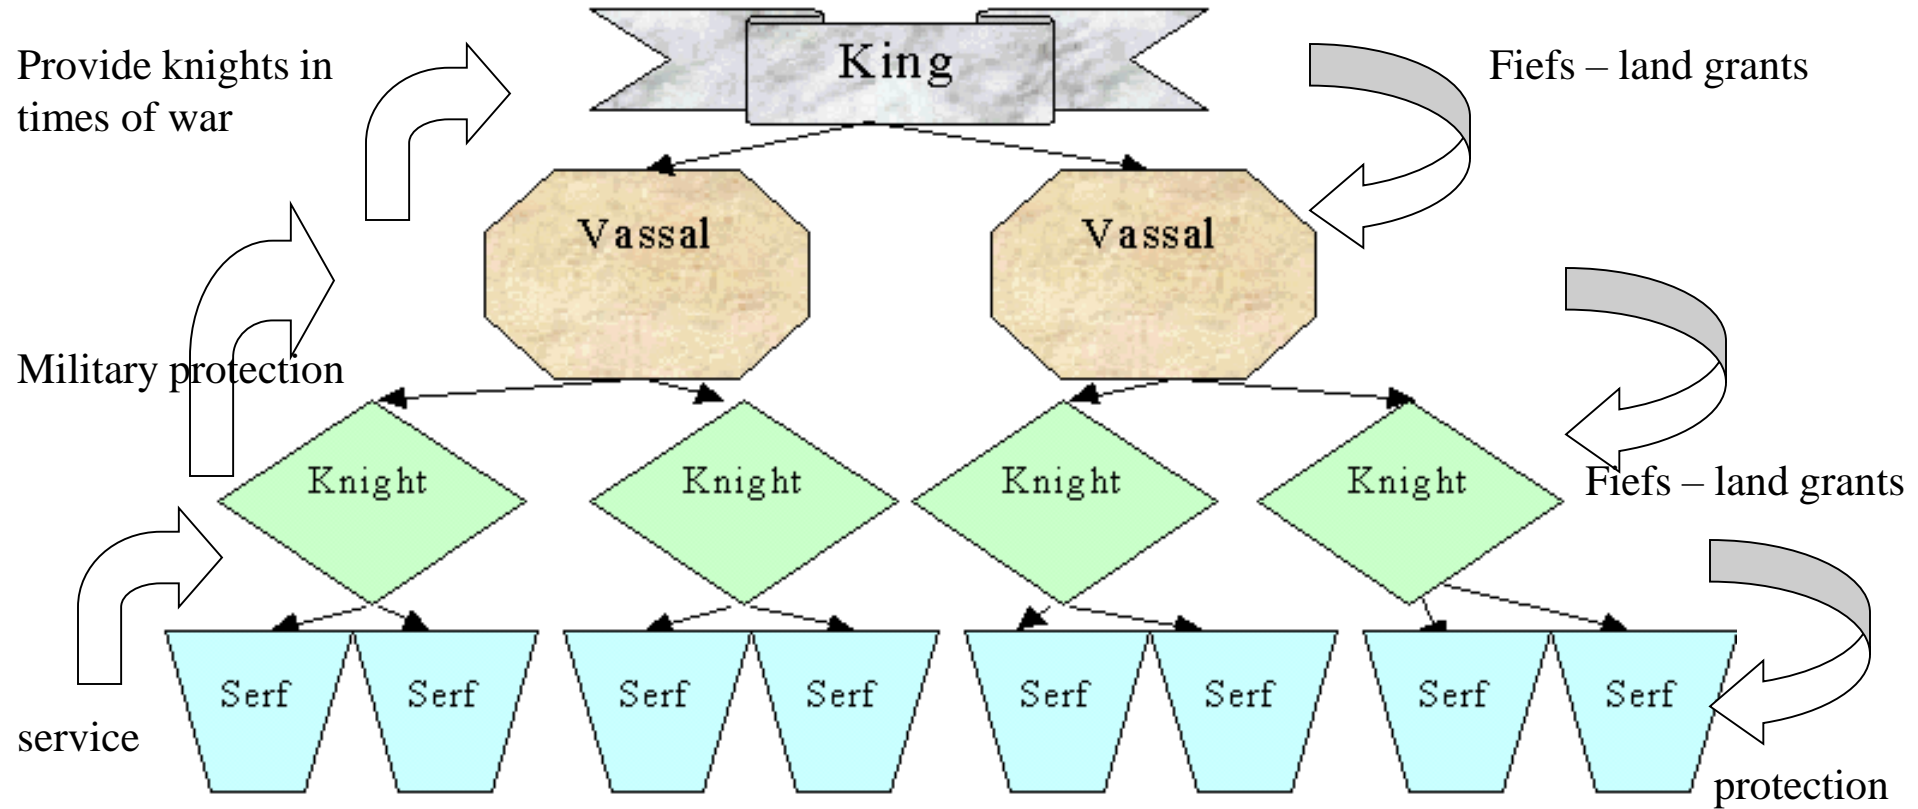 Provide knights in
times of war
King
Fiefs – land grants
Vassal
Vassal
Military protection
Knight
Knight
Knight
Knight
Fiefs – land grants
Serf
Serf
Serf
Serf
Serf
Serf
Serf
Serf
service
protection